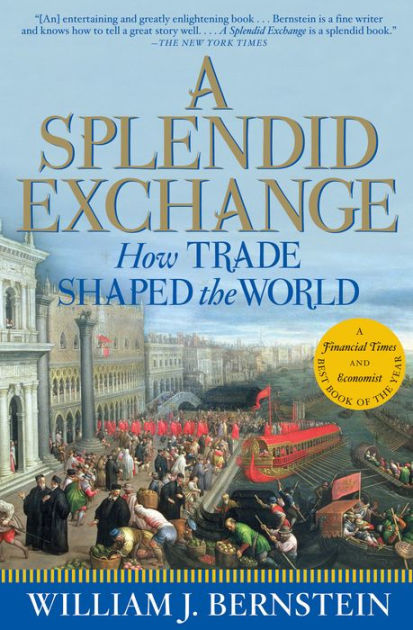 “[An] entertaining and greatly enlightening book . . . Bernstein is a fine writer
and knows how to tell a great story well. . . . A Splendid Exchange is a splendid book.”
—THE NEW YORK TIMES
A
SPLENDID
EXCHANGE
How TRADE
SHAPED the WORLD
A
Financial Times
AND
Economist
BEST BOOK OF THE YEAR
WILLIAM J. BERNSTEIN